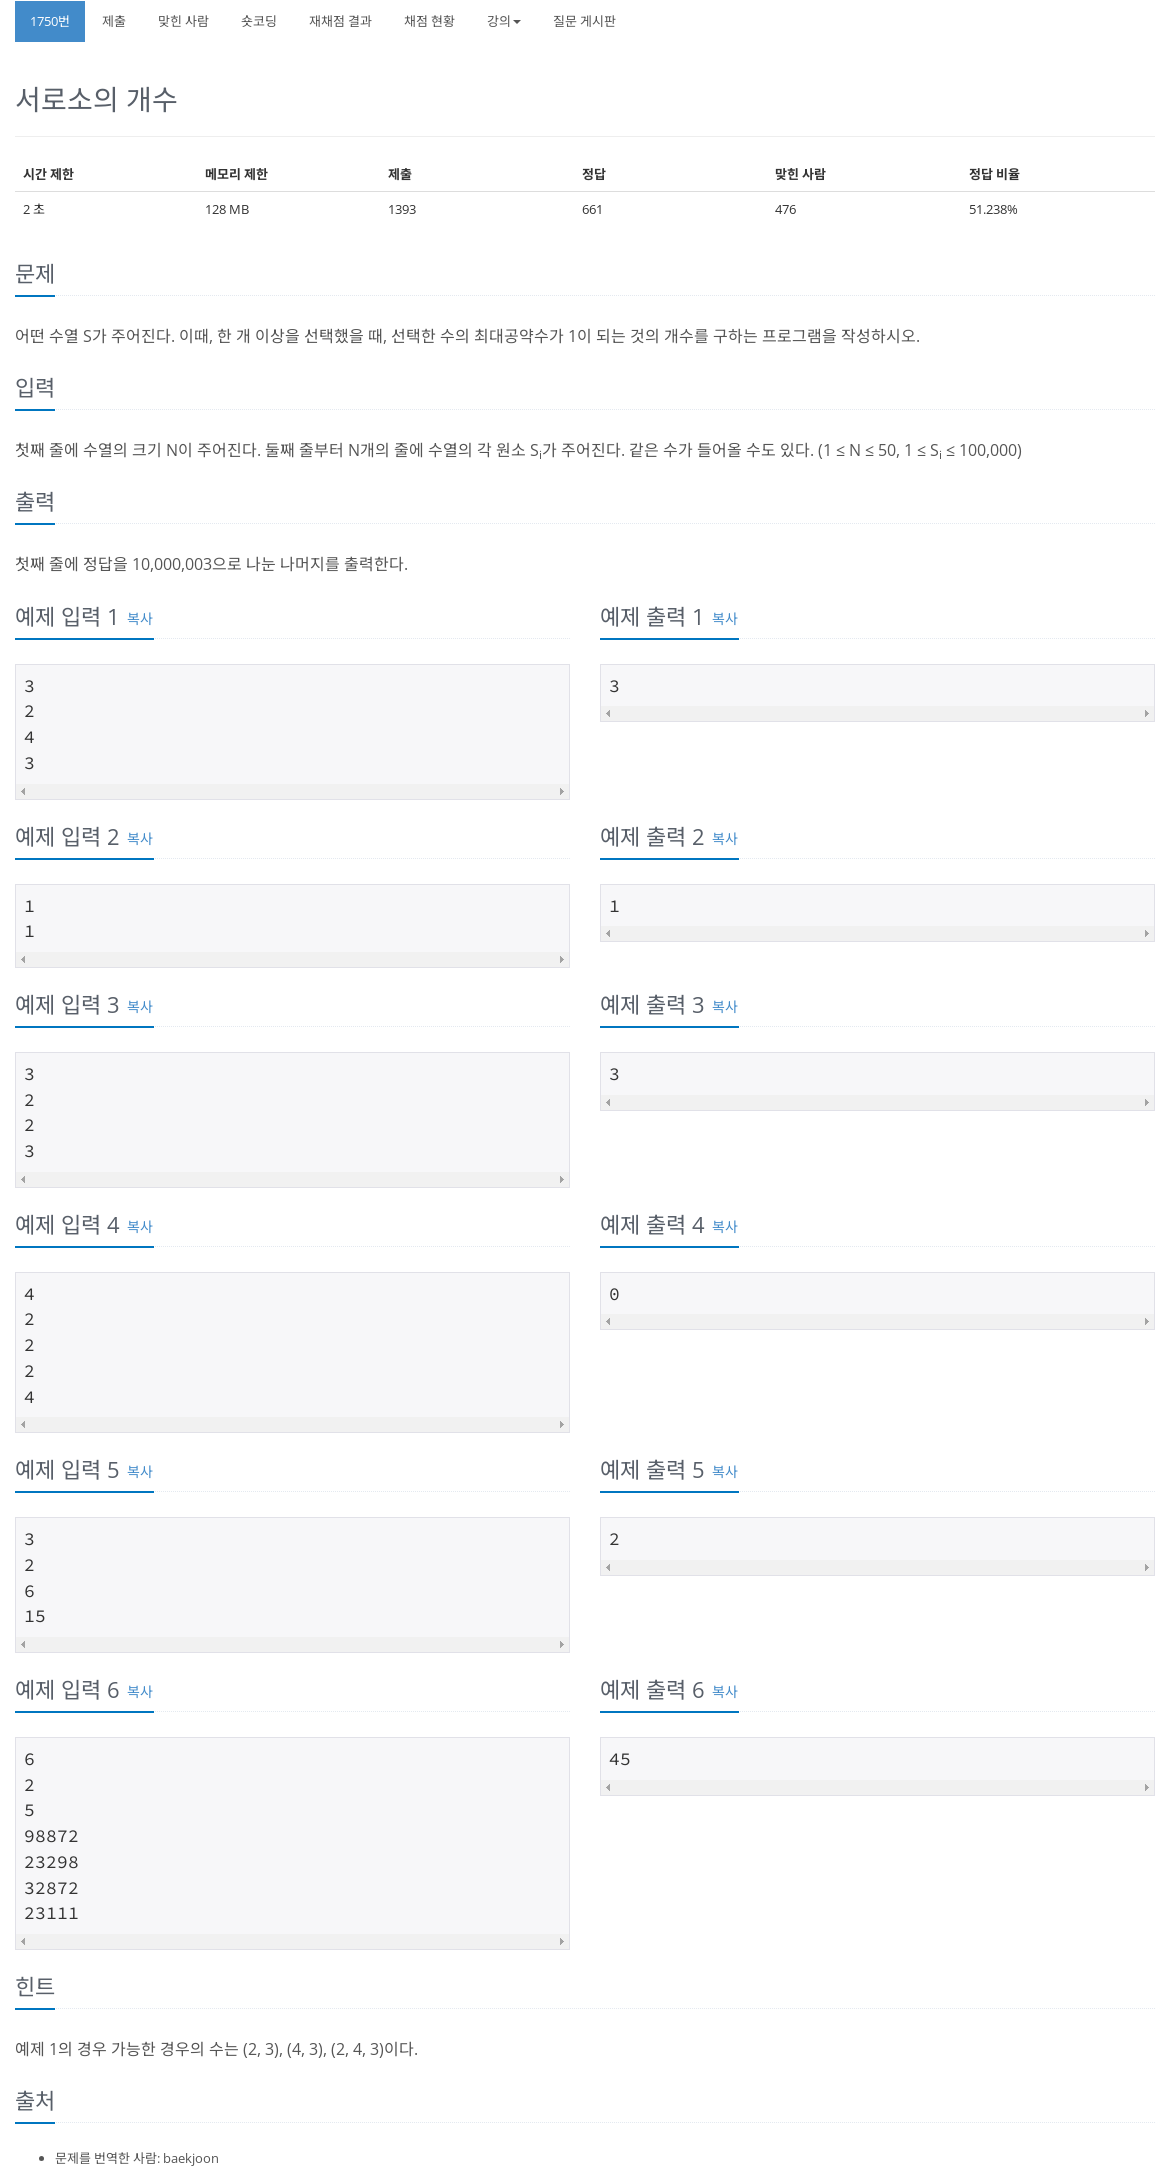 1750번 제출 맞힌 사람 숏코딩 재채점 결과 채점 현황 강의 질문 게시판
서로소의 개수
시간 제한 메모리 제한 제출 정답 맞힌 사람 정답 비율
2 초 128 MB 1393 661 476 51.238%
문제
어떤 수열 S가 주어진다. 이때, 한 개 이상을 선택했을 때, 선택한 수의 최대공약수가 1이 되는 것의 개수를 구하는 프로그램을 작성하시오.
입력
첫째 줄에 수열의 크기 N이 주어진다. 둘째 줄부터 N개의 줄에 수열의 각 원소 Si가 주어진다. 같은 수가 들어올 수도 있다. (1 ≤ N ≤ 50, 1 ≤ Si ≤ 100,000)
출력
첫째 줄에 정답을 10,000,003으로 나눈 나머지를 출력한다.
예제 입력 1 복사
3
2
4
3
예제 출력 1 복사
3
예제 입력 2 복사
1
1
예제 출력 2 복사
1
예제 입력 3 복사
3
2
2
3
예제 출력 3 복사
3
예제 입력 4 복사
4
2
2
2
4
예제 출력 4 복사
0
예제 입력 5 복사
3
2
6
15
예제 출력 5 복사
2
예제 입력 6 복사
6
2
5
98872
23298
32872
23111
예제 출력 6 복사
45
힌트
예제 1의 경우 가능한 경우의 수는 (2, 3), (4, 3), (2, 4, 3)이다.
출처
문제를 번역한 사람: baekjoon